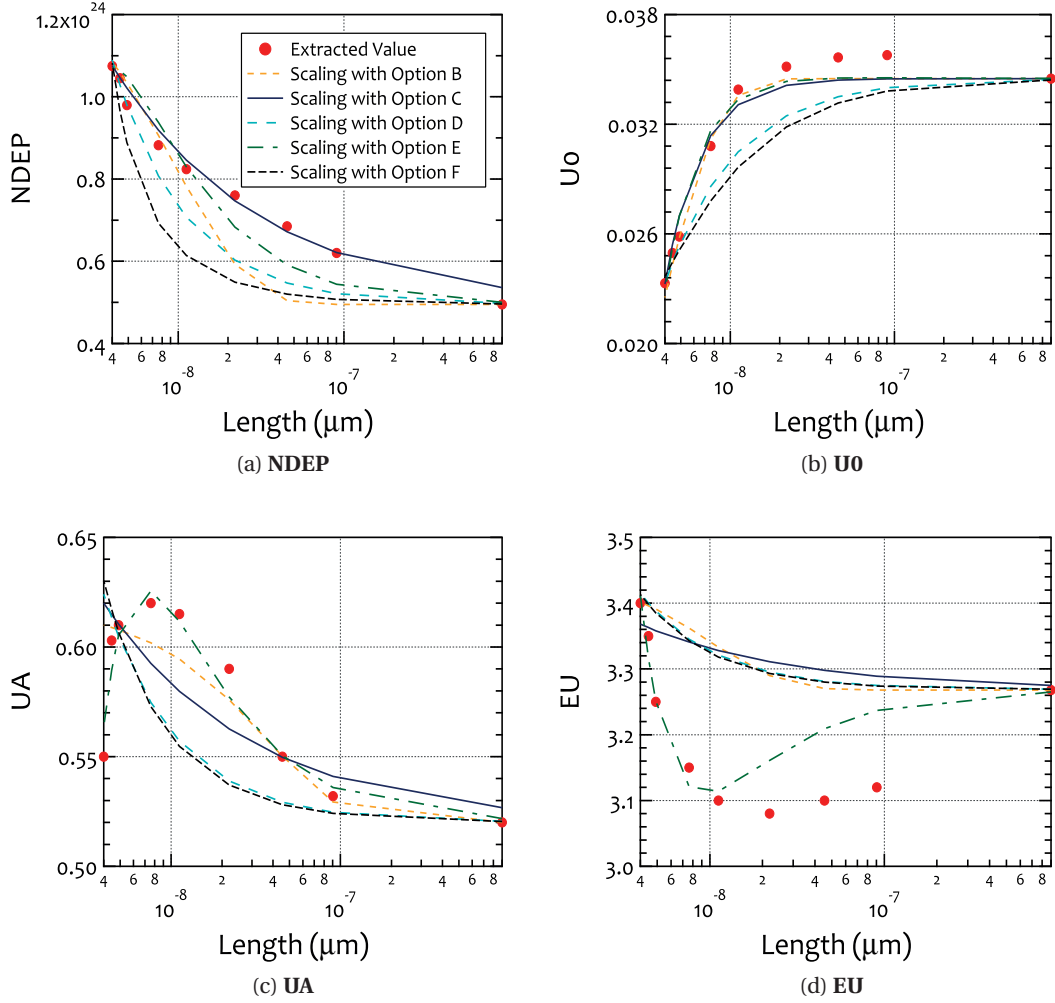 1.2x10 24
1.0
0.8
0.6
0.4
NDEP
Extracted Value
Scaling with Option B
Scaling with Option C
Scaling with Option D
Scaling with Option E
Scaling with Option F
4 6 8 2 4 6 8 2 4 6 8
10-8 10-7
Length (μm)
(a) NDEP
0.038
0.032
0.026
0.020
U0
4 6 8 2 4 6 8 2 4 6 8
10-8 10-7
Length (μm)
(b) U0
0.65
0.60
0.55
0.50
UA
4 6 8 2 4 6 8 2 4 6 8
10-8 10-7
Length (μm)
(c) UA
3.5
3.4
3.3
3.2
3.1
3.0
EU
4 6 8 2 4 6 8 2 4 6 8
10-8 10-7
Length (μm)
(d) EU